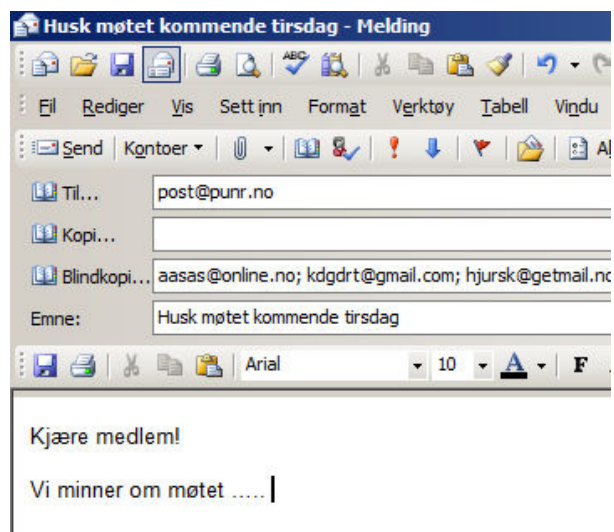 Husk møtet kommende tirsdag - Melding
ABC
Fil Rediger Vis Sett inn Format Verktøy Tabell Vindu
Send Kontoer
Til... post@punr.no
Kopi...
Blindkopi... aasas@online.no; kdgdrt@gmail.com; hjursk@getmail.no
Emne: Husk møtet kommende tirsdag
Arial 10 A F
Kjære medlem!
Vi minner om møtet .....